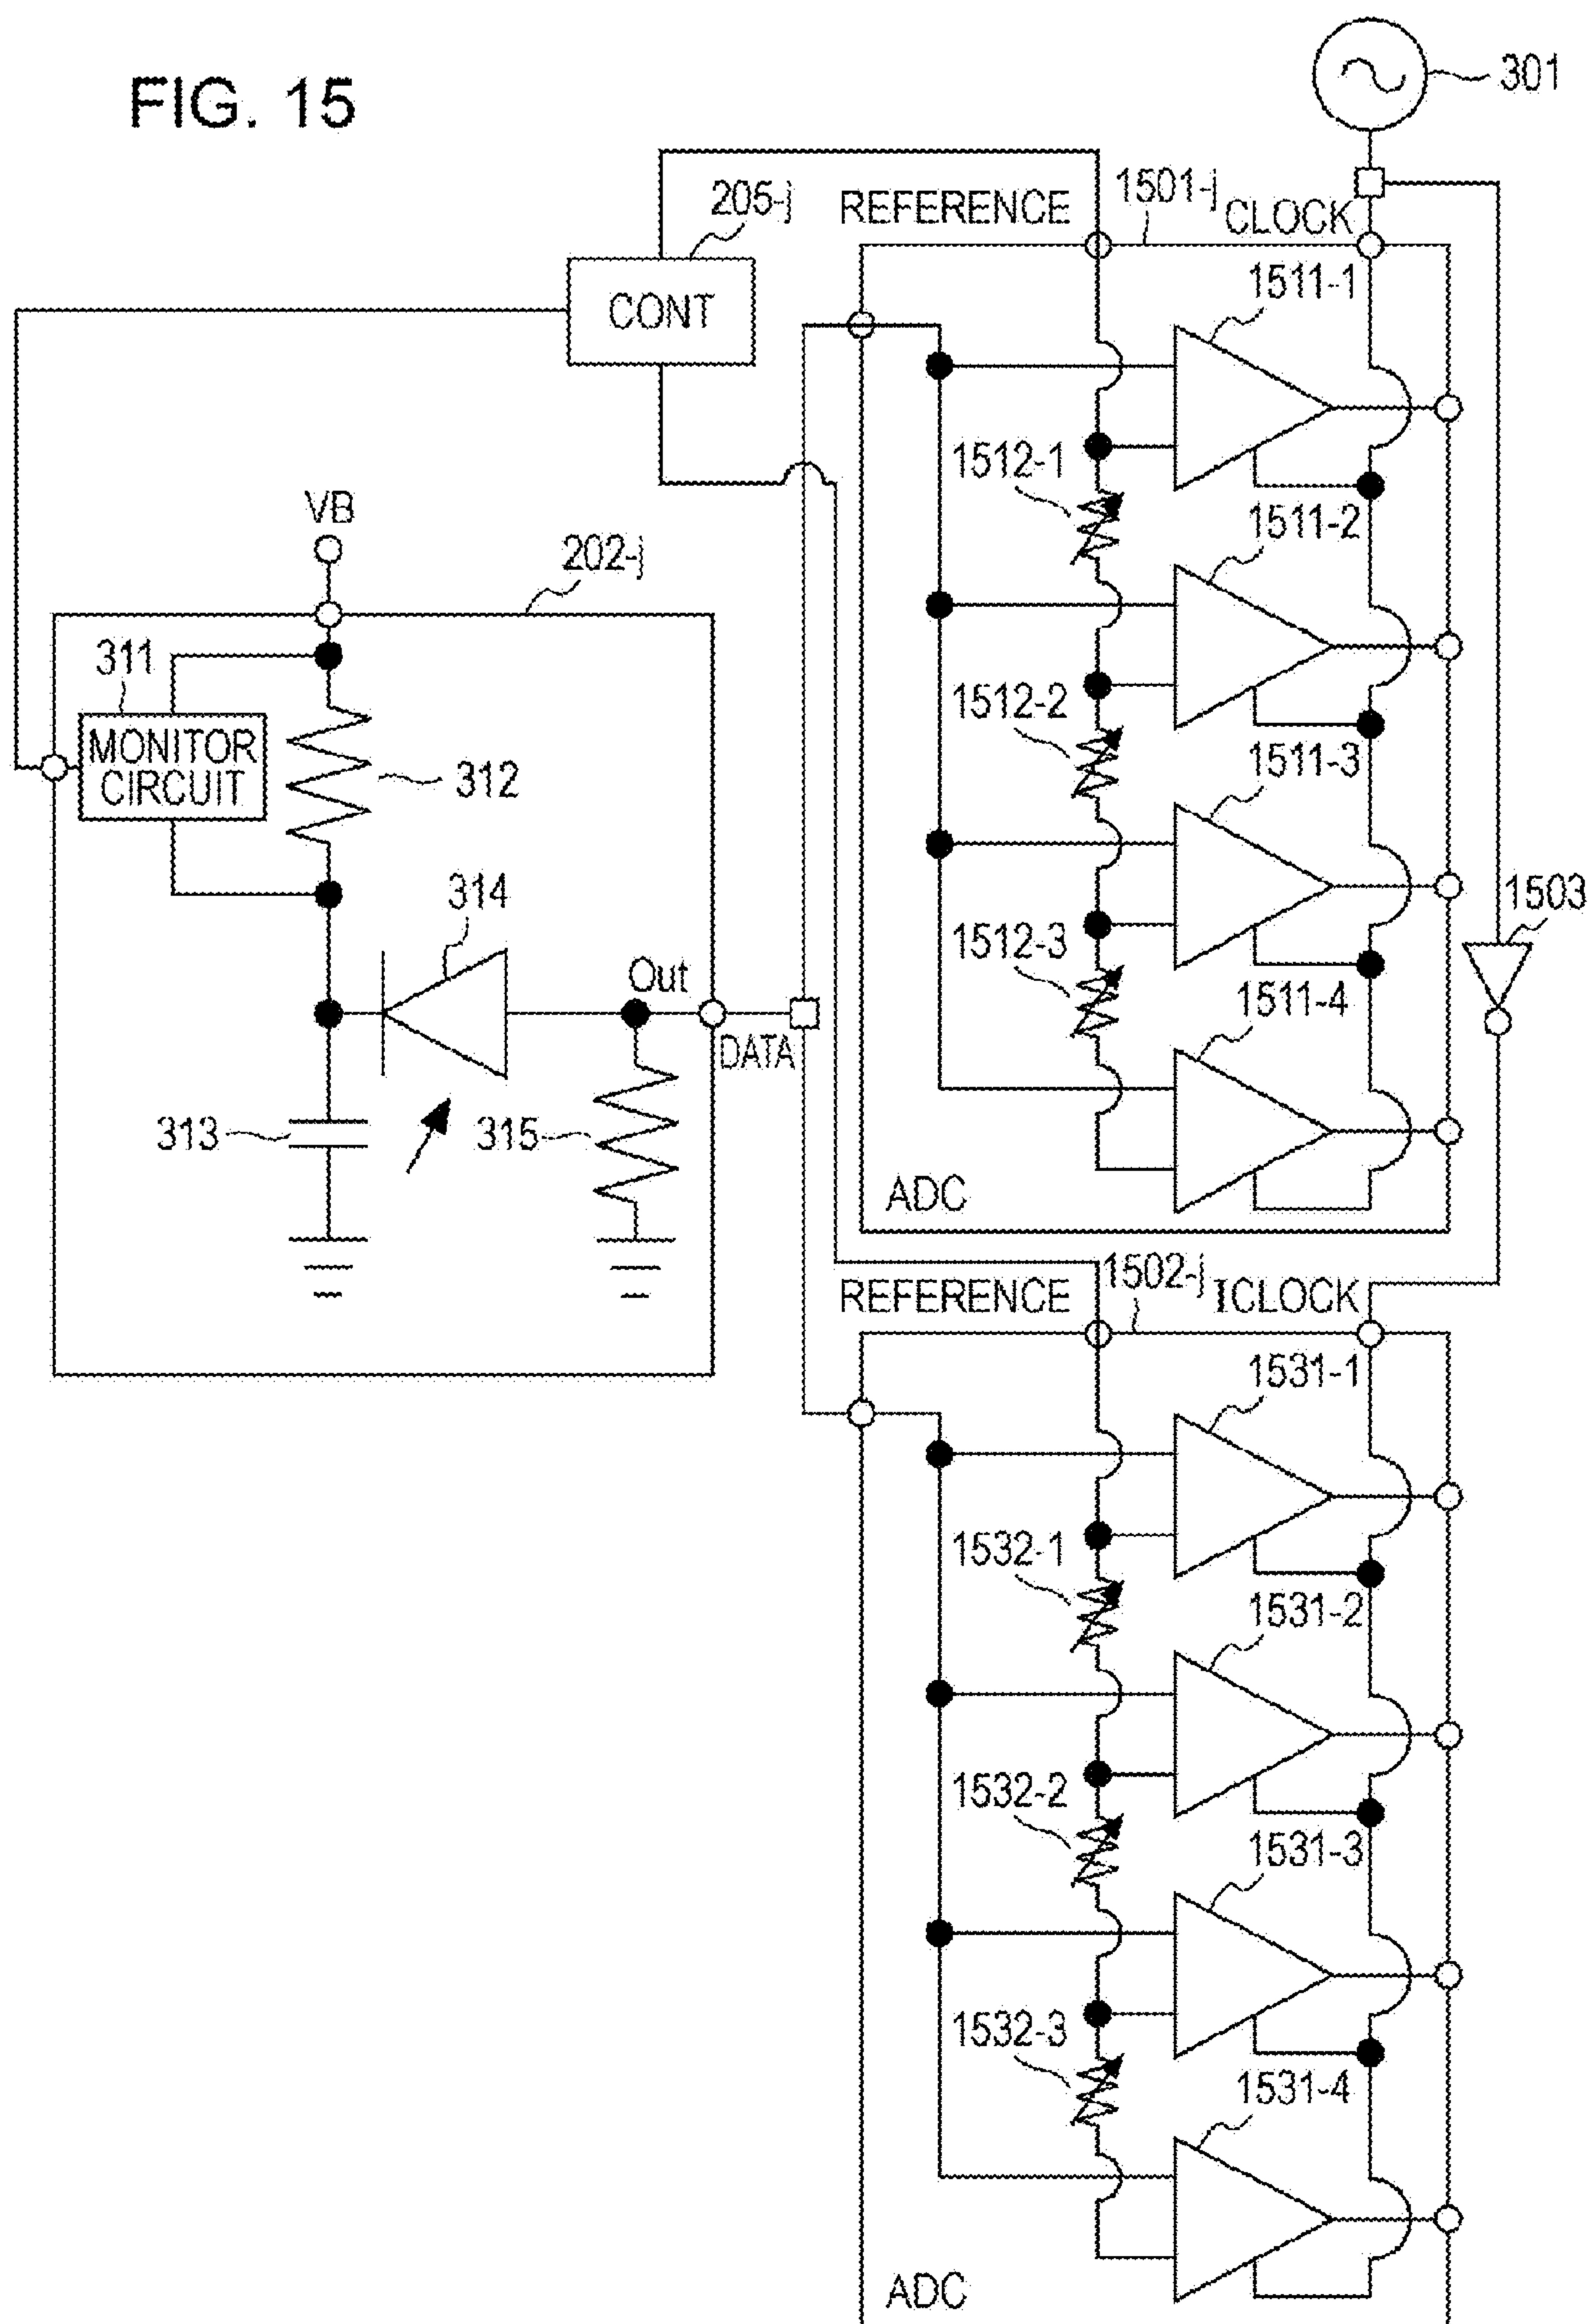 FIG. 15
301
205-j
REFERENCE
1501-j
CLOCK
CONT
1511-1
1512-1
1511-2
VB
202-j
311
MONITOR
CIRCUIT
312
1512-2
1511-3
314
Out
DATA
1512-3
1511-4
1503
313
315
ADC
REFERENCE
1502-j
ICLOCK
1531-1
1532-1
1531-2
1532-2
1531-3
1532-3
1531-4
ADC